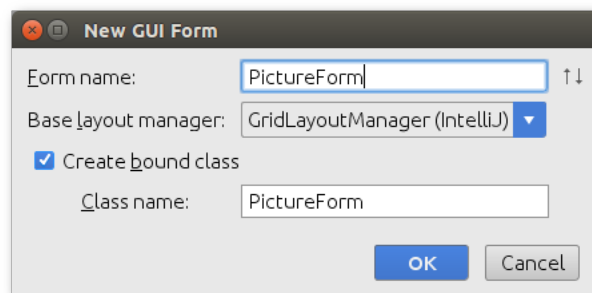 New GUI Form
Form name: PictureForm
Base layout manager: GridLayoutManager (IntelliJ)
Create bound class
Class name: PictureForm
OK Cancel